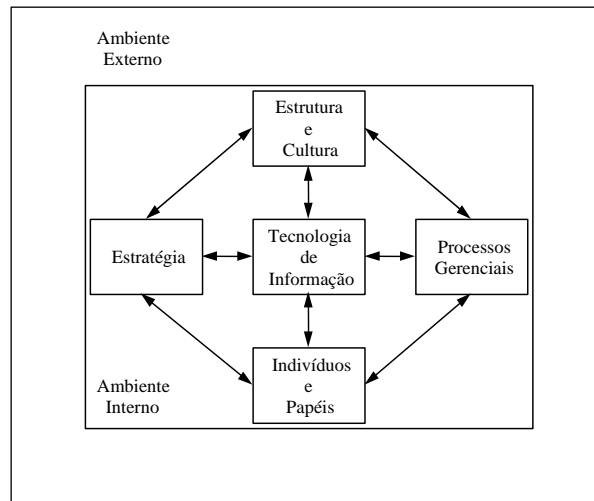 Ambiente
Externo
Estrutura
e
Cultura
Estratégia
Tecnologia
de
Informação
Processos
Gerenciais
Indivíduos
e
Papéis
Ambiente
Interno